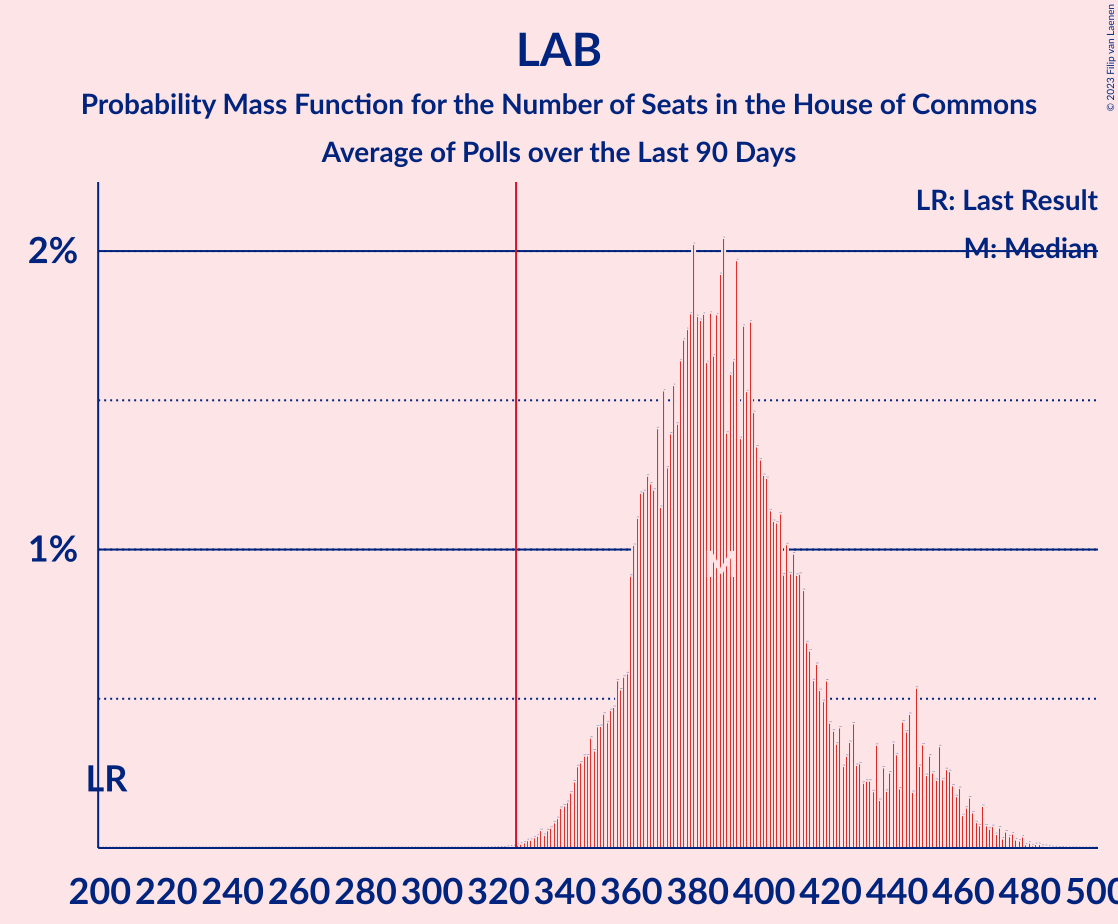 LAB
Probability Mass Function for the Number of Seats in the House of Commons
Average of Polls over the Last 90 Days
© 2023 Filip van Laenen
LR: Last Result
M: Median
2%
1%
M
LR
200 220 240 260 280 300 320 340 360 380 400 420 440 460 480 500